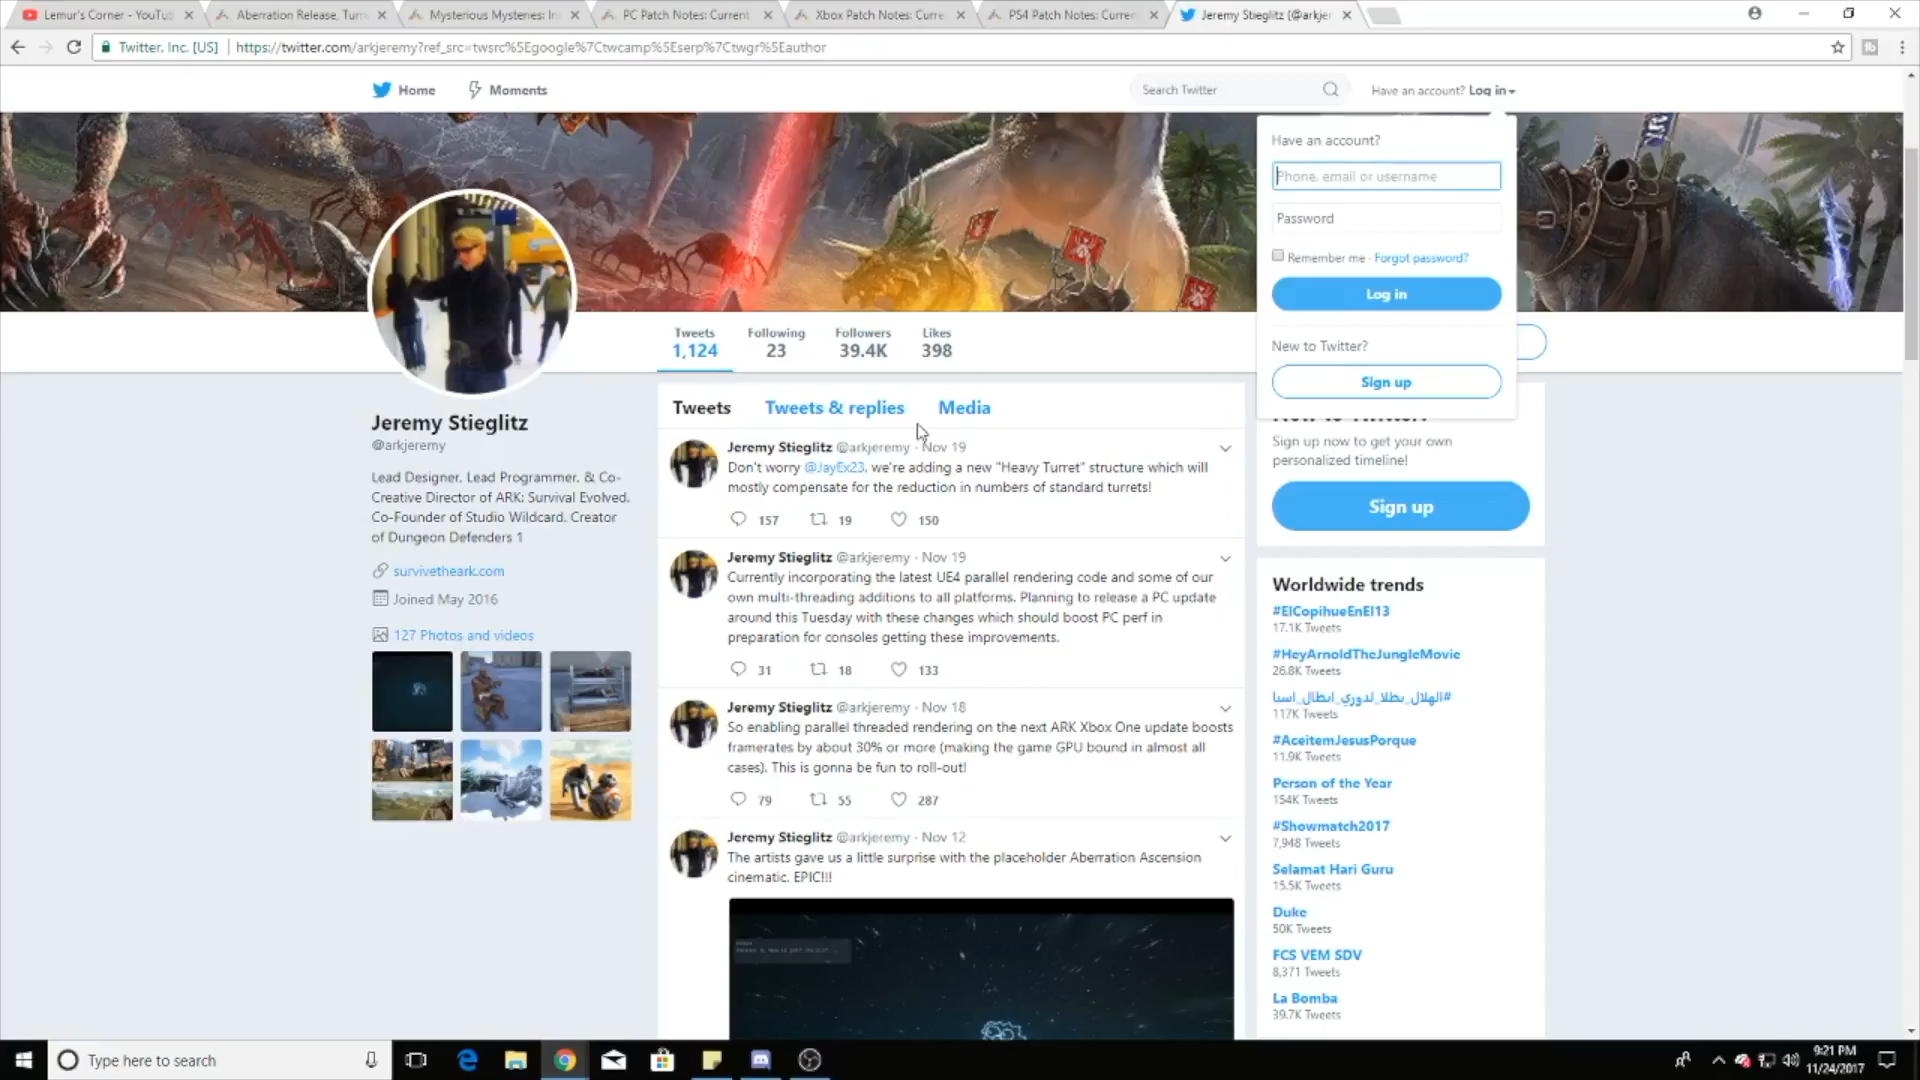 Lemur's Corner - YouTu
Aberration Release, Turr
Mysterious Mysteries: In
PC Patch Notes: Current
Xbox Patch Notes: Curre
PS4 Patch Notes: Curren
Jeremy Stieglitz (@arkjer
Twitter, Inc. [US]
https://twitter.com/arkjeremy?ref_src=twsrc%5Egoogle%7Ctwcamp%5Eserp%7Ctwgr%5Eauthor
Home
Moments
Search Twitter
Have an account? Log in
Have an account?
Phone, email or username
Password
Remember me · Forgot password?
Log in
New to Twitter?
Sign up
Tweets
1,124
Following
23
Followers
39.4K
Likes
398
Jeremy Stieglitz
@arkjeremy
Lead Designer, Lead Programmer, & Co-
Creative Director of ARK: Survival Evolved.
Co-Founder of Studio Wildcard. Creator
of Dungeon Defenders 1
survivetheark.com
Joined May 2016
127 Photos and videos
Tweets
Tweets & replies
Media
Jeremy Stieglitz @arkjeremy · Nov 19
Don't worry @JayEx23, we're adding a new "Heavy Turret" structure which will
mostly compensate for the reduction in numbers of standard turrets!
157 19 150
Jeremy Stieglitz @arkjeremy · Nov 19
Currently incorporating the latest UE4 parallel rendering code and some of our
own multi-threading additions to all platforms. Planning to release a PC update
around this Tuesday with these changes which should boost PC perf in
preparation for consoles getting these improvements.
31 18 133
Jeremy Stieglitz @arkjeremy · Nov 18
So enabling parallel threaded rendering on the next ARK Xbox One update boosts
framerates by about 30% or more (making the game GPU bound in almost all
cases). This is gonna be fun to roll-out!
79 55 287
Jeremy Stieglitz @arkjeremy · Nov 12
The artists gave us a little surprise with the placeholder Aberration Ascension
cinematic. EPIC!!!
New to Twitter?
Sign up now to get your own
personalized timeline!
Sign up
Worldwide trends
#ElCopihueEnEl13
17.1K Tweets
#HeyArnoldTheJungleMovie
26.8K Tweets
#الهلال_بطلا_لدوري_ابطال_اسيا
117K Tweets
#AceitemJesusPorque
11.9K Tweets
Person of the Year
154K Tweets
#Showmatch2017
7,948 Tweets
Selamat Hari Guru
15.5K Tweets
Duke
50K Tweets
FCS VEM SDV
8,371 Tweets
La Bomba
39.7K Tweets
Type here to search
9:21 PM
11/24/2017